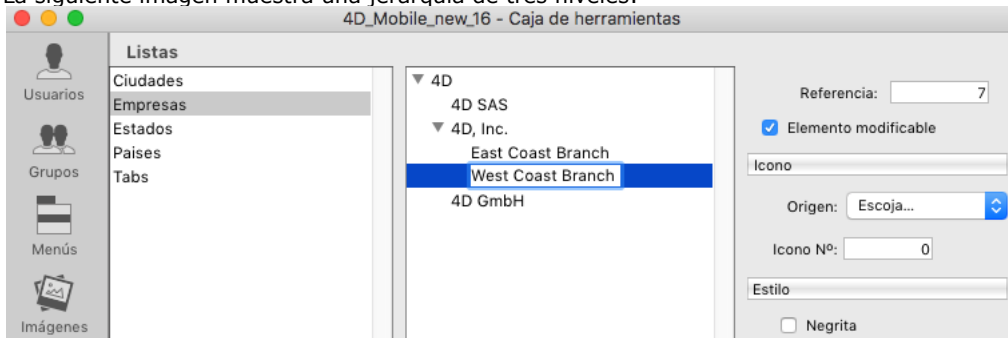 La siguiente imagen muestra una jerarquía de tres niveles:
4D_Mobile_new_16 - Caja de herramientas
Usuarios
Grupos
Menús
Imágenes
Listas
Ciudades
Empresas
Estados
Paises
Tabs
4D
4D SAS
4D, Inc.
East Coast Branch
West Coast Branch
4D GmbH
Referencia: 7
Elemento modificable
Icono
Origen: Escoja...
Icono Nº: 0
Estilo
Negrita